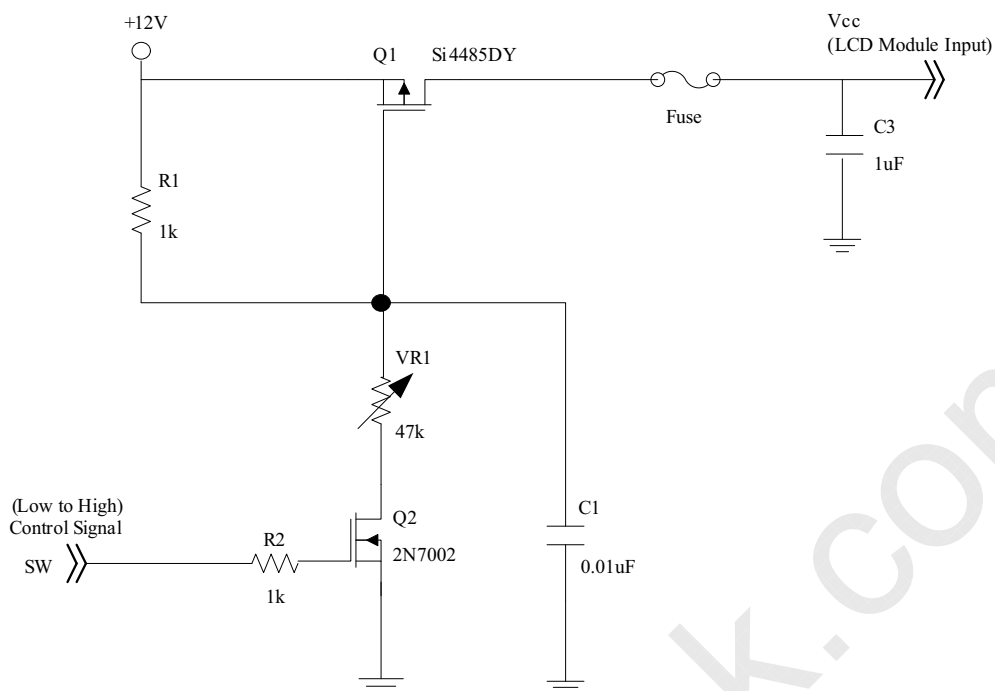 +12V
Q1
Si4485DY
Vcc
(LCD Module Input)
Fuse
C3
1uF
R1
1k
VR1
47k
(Low to High)
Control Signal
SW
R2
1k
Q2
2N7002
C1
0.01uF
k.com